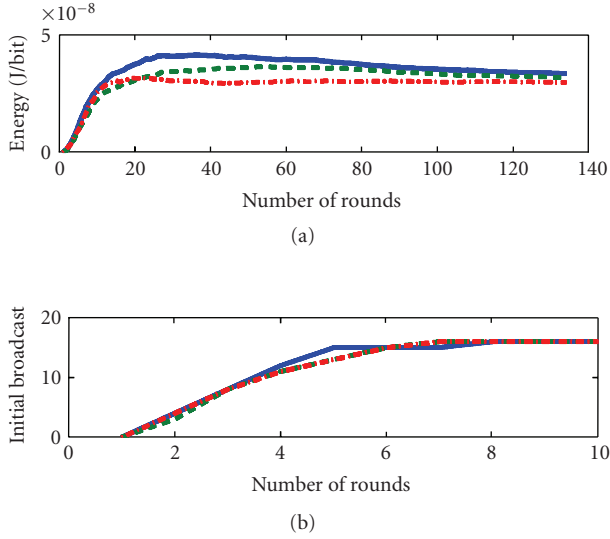 ×10−8
5
0
Energy (J/bit)
0 20 40 60 80 100 120 140
Number of rounds
(a)
20
10
0
Initial broadcast
0 2 4 6 8 10
Number of rounds
(b)